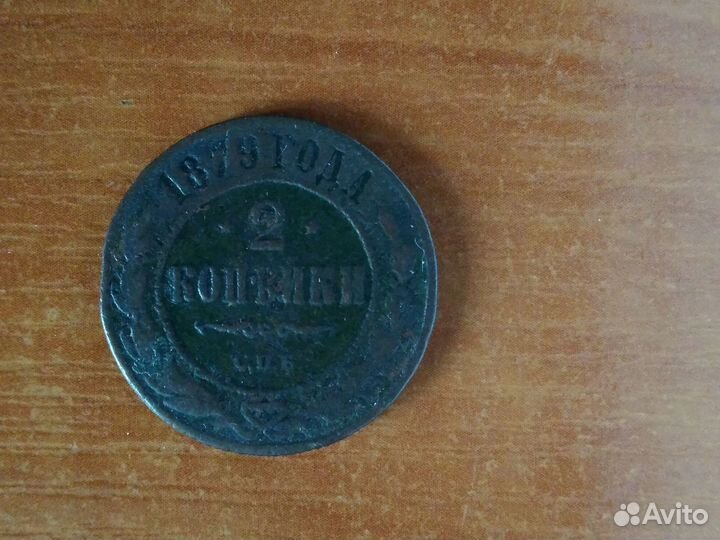 1879 ГОДА
2
КОПѢЙКИ
С.П.Б.
Avito